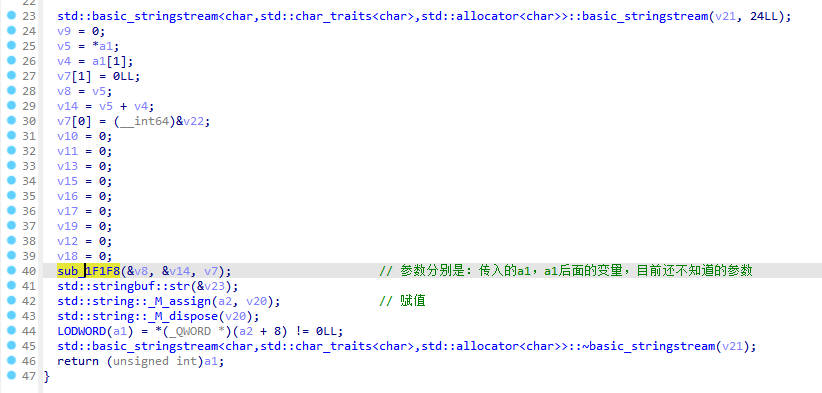 22
23 std::basic_stringstream<char,std::char_traits<char>,std::allocator<char>>::basic_stringstream(v21, 24LL);
24 v9 = 0;
25 v5 = *a1;
26 v4 = a1[1];
27 v7[1] = 0LL;
28 v8 = v5;
29 v14 = v5 + v4;
30 v7[0] = (__int64)&v22;
31 v10 = 0;
32 v11 = 0;
33 v13 = 0;
34 v15 = 0;
35 v16 = 0;
36 v17 = 0;
37 v19 = 0;
38 v12 = 0;
39 v18 = 0;
40 sub_1F1F8(&v8, &v14, v7); // 参数分别是：传入的a1，a1后面的变量，目前还不知道的参数
41 std::stringbuf::str(&v23);
42 std::string::_M_assign(a2, v20); // 赋值
43 std::string::_M_dispose(v20);
44 LODWORD(a1) = *(_QWORD *)(a2 + 8) != 0LL;
45 std::basic_stringstream<char,std::char_traits<char>,std::allocator<char>>::~basic_stringstream(v21);
46 return (unsigned int)a1;
47 }